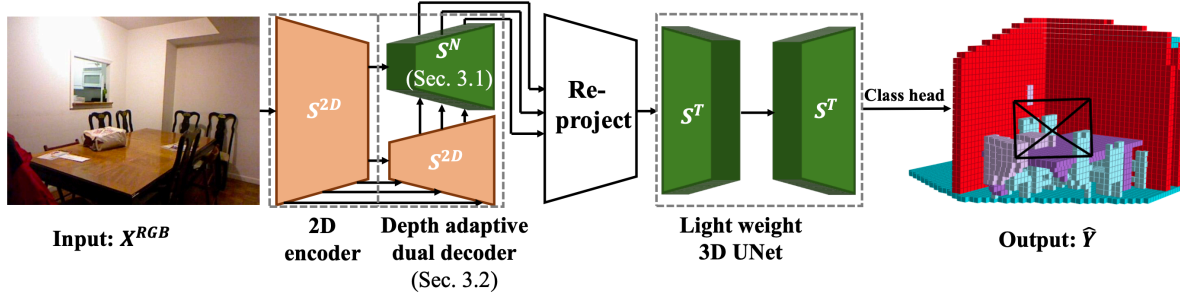 Input: X^RGB
S^2D
2D
encoder
S^N
(Sec. 3.1)
S^2D
Depth adaptive
dual decoder
(Sec. 3.2)
Re-
project
S^T
S^T
Light weight
3D UNet
Class head
Output: Ŷ